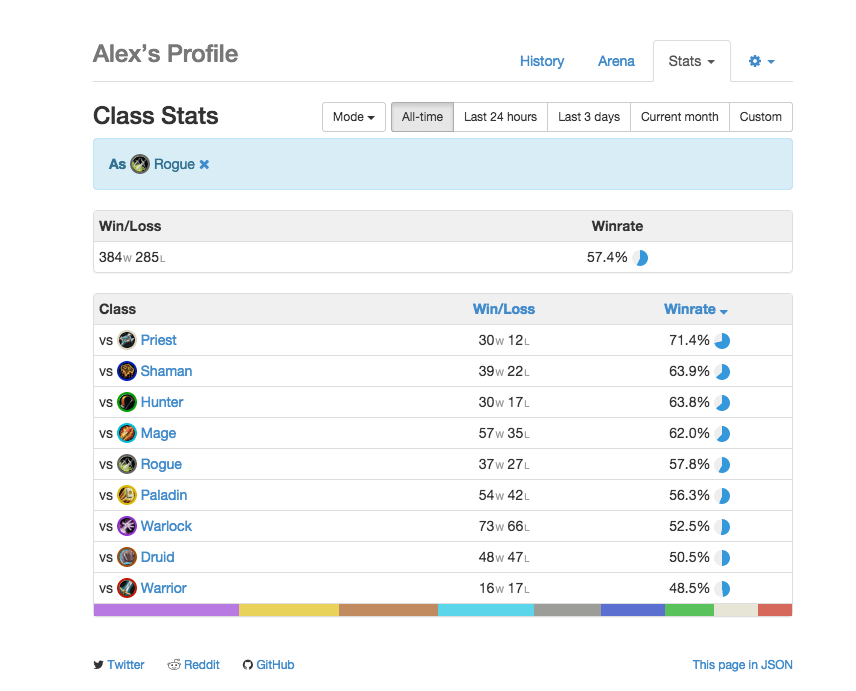 Alex's Profile
History Arena Stats
Class Stats
Mode All-time Last 24 hours Last 3 days Current month Custom
As Rogue ×
Win/Loss Winrate
384W 285L 57.4%
Class Win/Loss Winrate
vs Priest 30W 12L 71.4%
vs Shaman 39W 22L 63.9%
vs Hunter 30W 17L 63.8%
vs Mage 57W 35L 62.0%
vs Rogue 37W 27L 57.8%
vs Paladin 54W 42L 56.3%
vs Warlock 73W 66L 52.5%
vs Druid 48W 47L 50.5%
vs Warrior 16W 17L 48.5%
Twitter Reddit GitHub This page in JSON